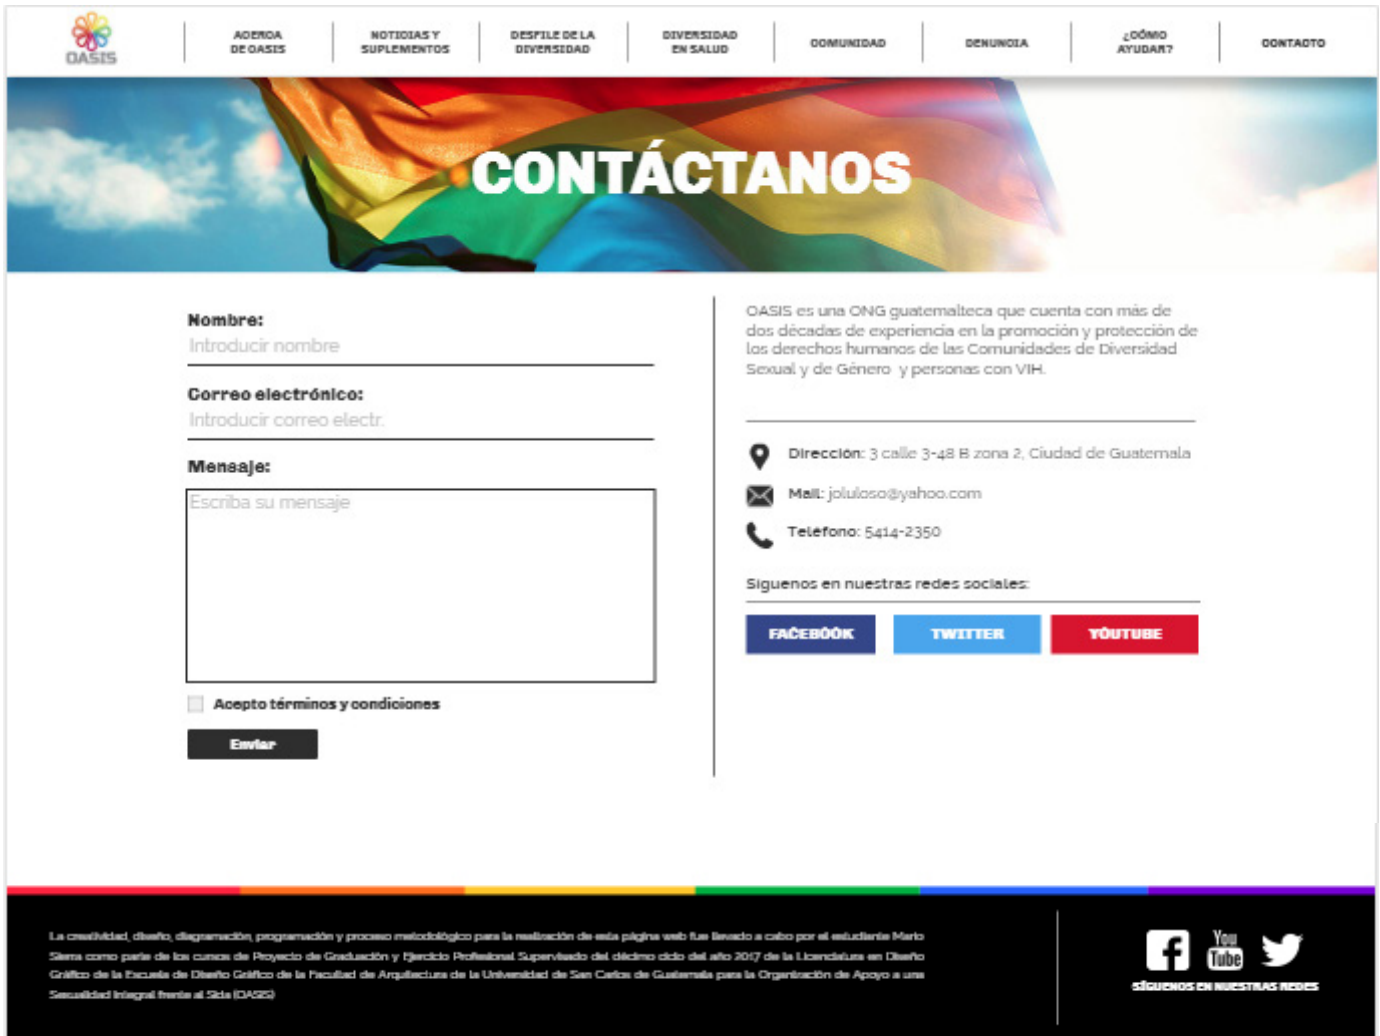 OASIS
ACERCA
DE OASIS
NOTICIAS Y
SUPLEMENTOS
DESFILE DE LA
DIVERSIDAD
DIVERSIDAD
EN SALUD
COMUNIDAD
DENUNCIA
¿CÓMO
AYUDAR?
CONTACTO
CONTÁCTANOS
Nombre:
Introducir nombre
Correo electrónico:
Introducir correo electr.
Mensaje:
Escriba su mensaje
Acepto términos y condiciones
Enviar
OASIS es una ONG guatemalteca que cuenta con más de
dos décadas de experiencia en la promoción y protección de
los derechos humanos de las Comunidades de Diversidad
Sexual y de Género y personas con VIH.
Dirección: 3 calle 3-48 B zona 2, Ciudad de Guatemala
Mail: joluloso@yahoo.com
Teléfono: 5414-2350
Síguenos en nuestras redes sociales:
FACEBOOK
TWITTER
YOUTUBE
La creatividad, diseño, diagramación, programación y proceso metodológico para la realización de esta página web fue llevado a cabo por el estudiante Mario
Sierra como parte de los cursos de Proyecto de Graduación y Ejercicio Profesional Supervisado del décimo ciclo del año 2017 de la Licenciatura en Diseño
Gráfico de la Escuela de Diseño Gráfico de la Facultad de Arquitectura de la Universidad de San Carlos de Guatemala para la Organización de Apoyo a una
Sexualidad Integral frente al Sida (OASIS)
You
Tube
SÍGUENOS EN NUESTRAS REDES